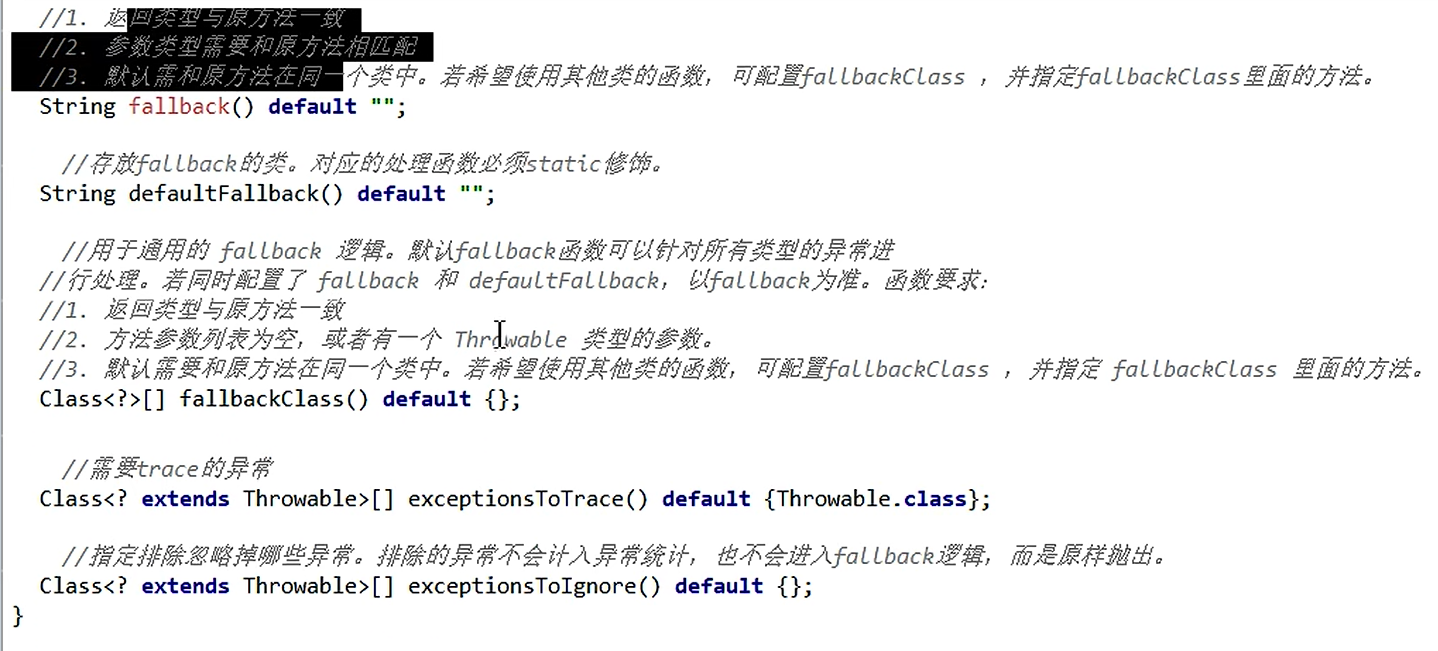 //1. 返回类型与原方法一致
//2. 参数类型需要和原方法相匹配
//3. 默认需和原方法在同一个类中。若希望使用其他类的函数，可配置fallbackClass ，并指定fallbackClass里面的方法。
String fallback() default "";
//存放fallback的类。对应的处理函数必须static修饰。
String defaultFallback() default "";
//用于通用的 fallback 逻辑。默认fallback函数可以针对所有类型的异常进
//行处理。若同时配置了 fallback 和 defaultFallback，以fallback为准。函数要求:
//1. 返回类型与原方法一致
//2. 方法参数列表为空，或者有一个 Throwable 类型的参数。
//3. 默认需要和原方法在同一个类中。若希望使用其他类的函数，可配置fallbackClass ，并指定 fallbackClass 里面的方法。
Class<?>[] fallbackClass() default {};
//需要trace的异常
Class<? extends Throwable>[] exceptionsToTrace() default {Throwable.class};
//指定排除忽略掉哪些异常。排除的异常不会计入异常统计，也不会进入fallback逻辑，而是原样抛出。
Class<? extends Throwable>[] exceptionsToIgnore() default {};
}